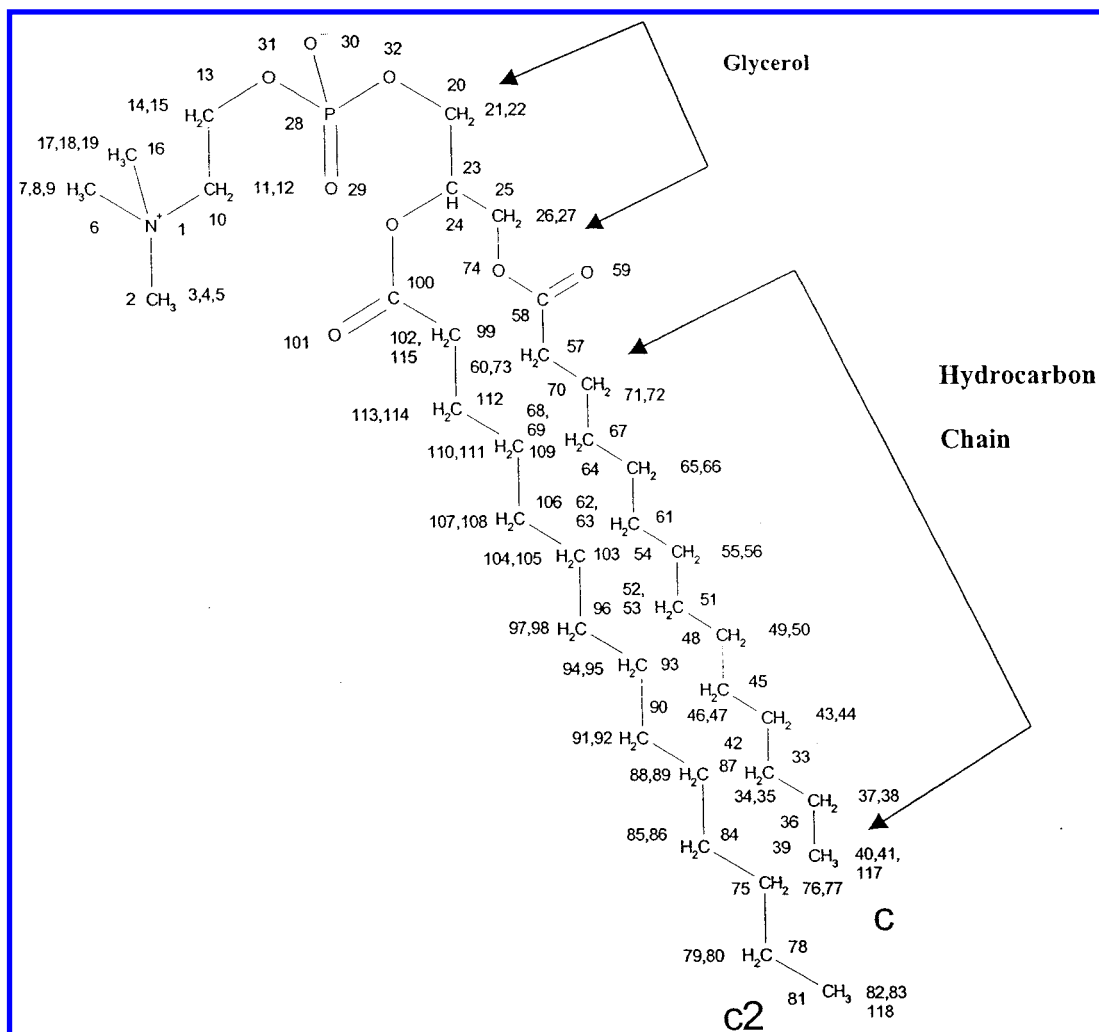 O⁻ 30
31 32
13 O O 20 Glycerol
14,15 H₂C P CH₂ 21,22
28
17,18,19 16 23
H₃C
7,8,9 H₃C CH₂ 11,12 O 29 C 25
H
N⁺ 1 10 O 24 CH₂ 26,27
6
74 O O 59
100
2 CH₃ 3,4,5 C C
58
101 O 102, H₂C 99 57
115 H₂C
60,73 70 CH₂ 71,72
Hydrocarbon
112
113,114 H₂C 68,
69 67
Chain
110,111 H₂C 109 H₂C
64 CH₂ 65,66
106 62,
107,108 H₂C 63 H₂C 61
104,105 H₂C 103 54 CH₂ 55,56
52,
96 53 H₂C 51
97,98 H₂C 48 CH₂ 49,50
94,95 H₂C 93 45
H₂C
90 46,47 CH₂ 43,44
91,92 H₂C 42 33
88,89 H₂C 87 H₂C
34,35 CH₂ 37,38
36
85,86 H₂C 84 39 CH₃ 40,41,
117
75 CH₂ 76,77
C
79,80 H₂C 78
81 CH₃ 82,83
118
C2